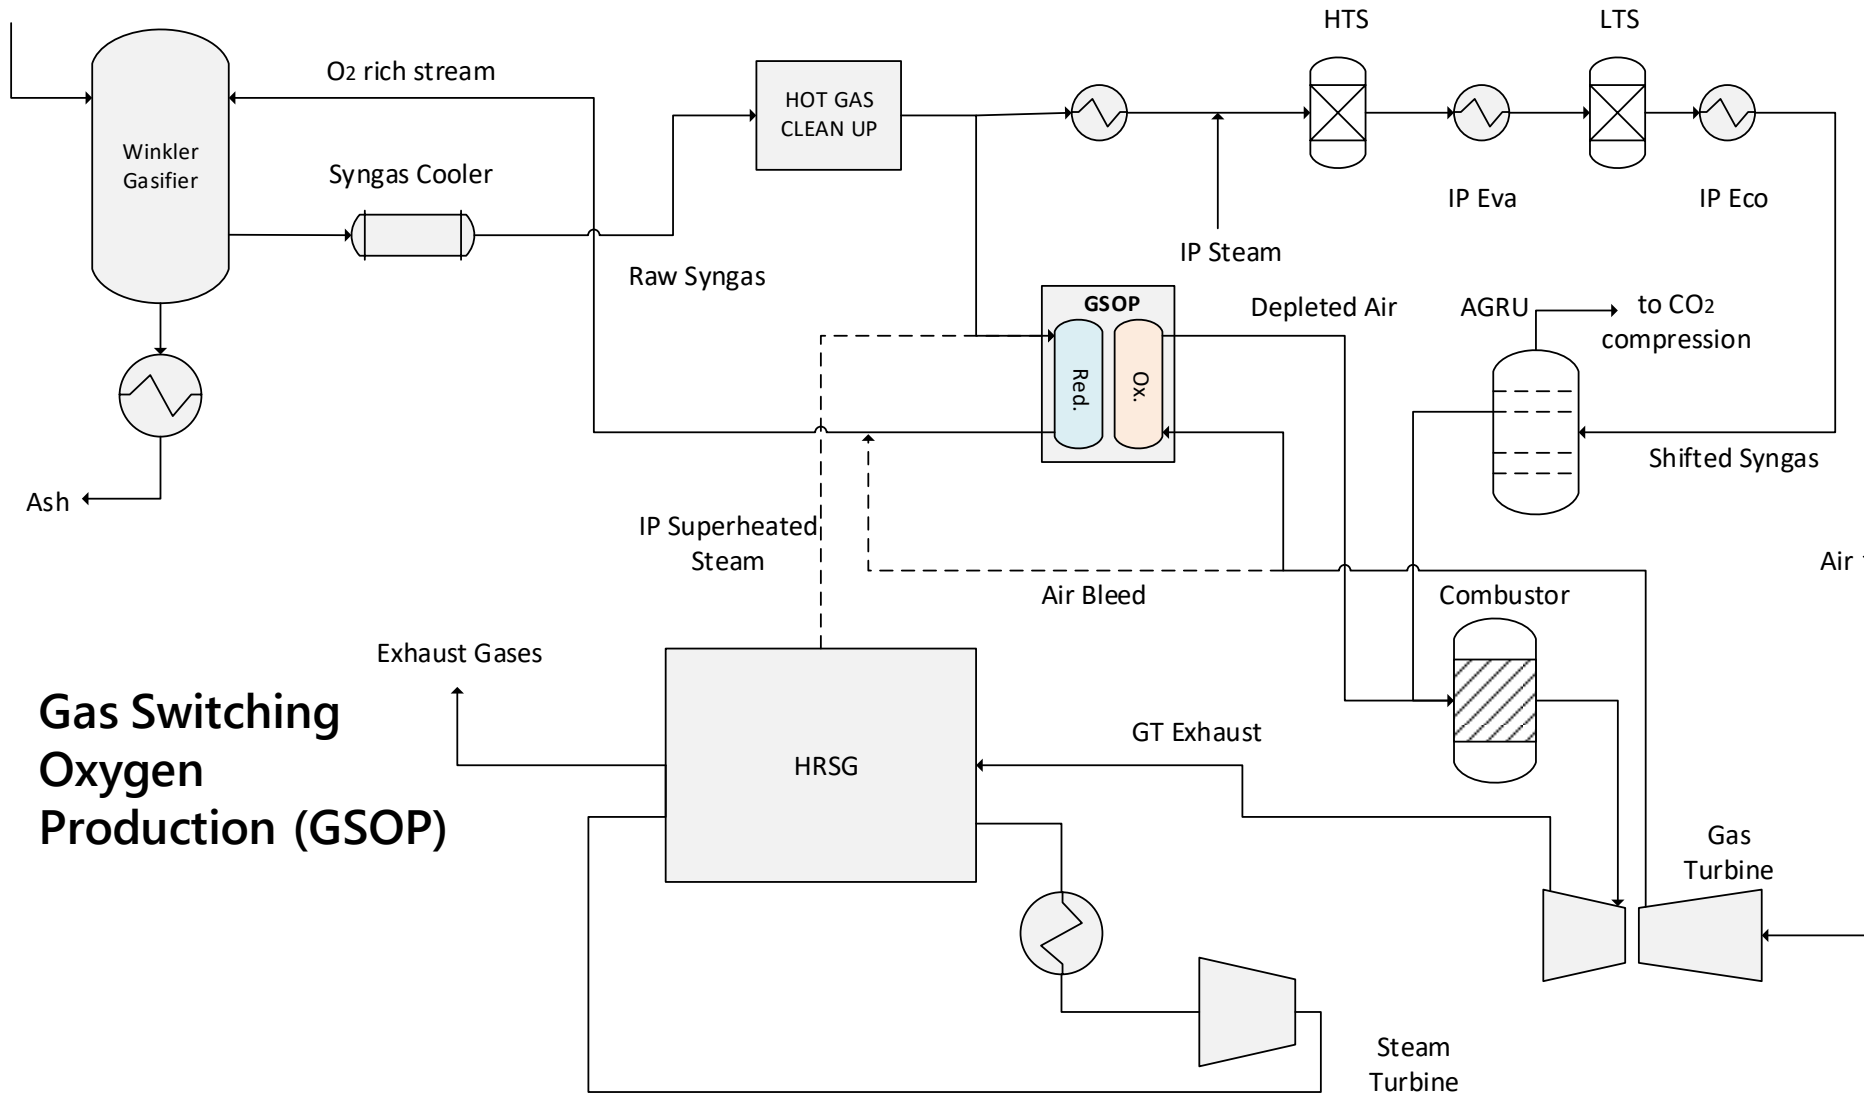 HTS
LTS
O2 rich stream
HOT GAS
CLEAN UP
Winkler
Gasifier
Syngas Cooler
IP Eva
IP Eco
IP Steam
Raw Syngas
GSOP
Depleted Air
AGRU
to CO2
compression
Red.
Ox.
Shifted Syngas
Ash
IP Superheated
Steam
Air
Air Bleed
Combustor
Exhaust Gases
Gas Switching
Oxygen
Production (GSOP)
GT Exhaust
HRSG
Gas
Turbine
Steam
Turbine